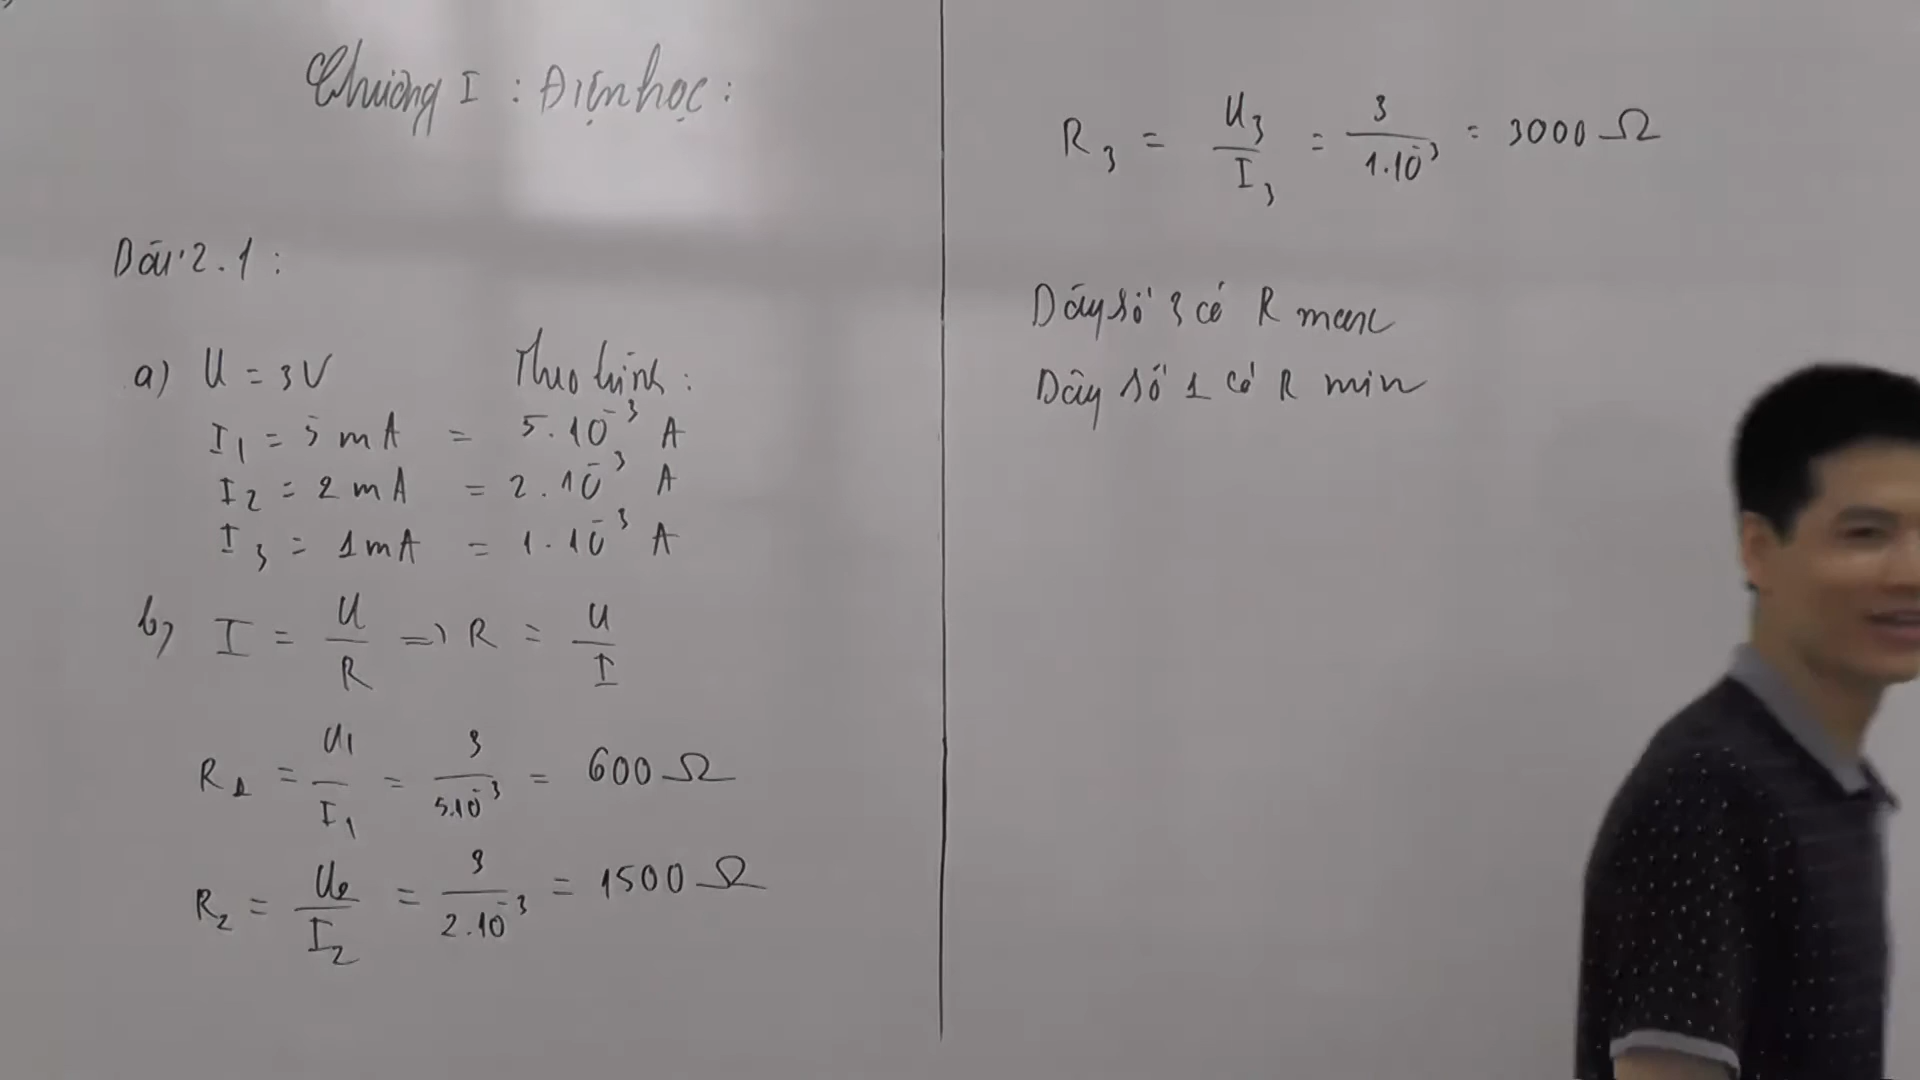 Chương I : Điện học :
Bài 2.1 :
a) U = 3V Theo hình :
I1 = 5 mA = 5.10⁻³ A
I2 = 2 mA = 2.10⁻³ A
I3 = 1 mA = 1.10⁻³ A
b) I = U/R => R = U/I
R1 = U1/I1 = 3/5.10⁻³ = 600 Ω
R2 = U2/I2 = 3/2.10⁻³ = 1500 Ω
R3 = U3/I3 = 3/1.10⁻³ = 3000 Ω
Dây số 3 có R max
Dây số 1 có R min